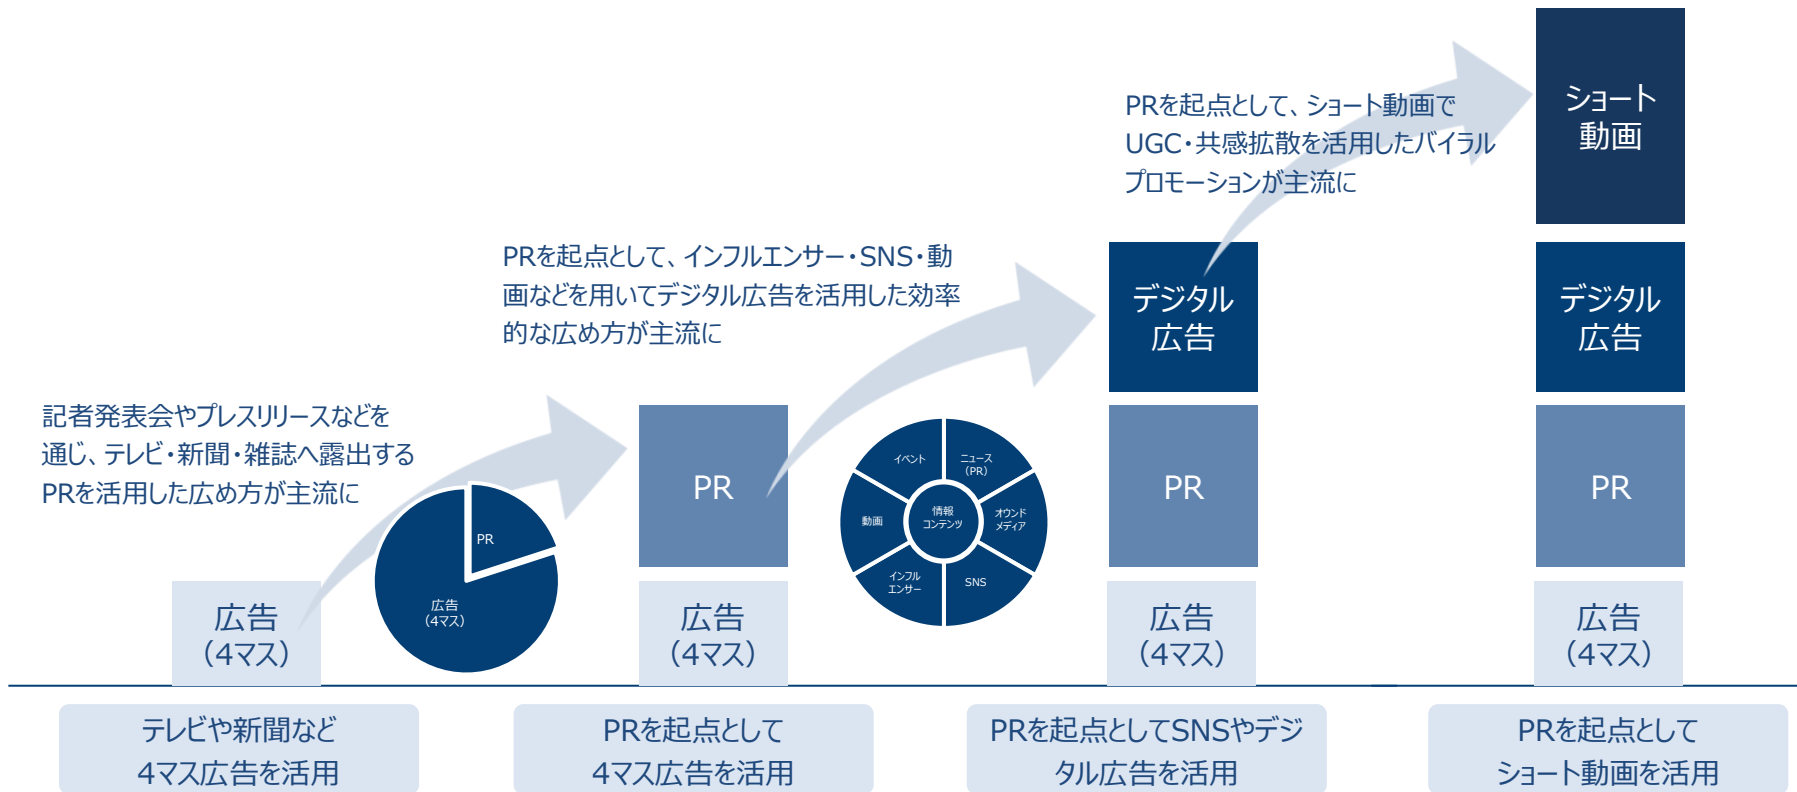 記者発表会やプレスリリースなどを
通じ、テレビ・新聞・雑誌へ露出する
PRを活用した広め方が主流に
PRを起点として、インフルエンサー・SNS・動
画などを用いてデジタル広告を活用した効率
的な広め方が主流に
PRを起点として、ショート動画で
UGC・共感拡散を活用したバイラル
プロモーションが主流に
広告
（4マス）
PR
広告
（4マス）
PR
広告
（4マス）
イベント
ニュース
（PR）
動画
情報
コンテンツ
オウンド
メディア
インフル
エンサー
SNS
デジタル
広告
PR
広告
（4マス）
ショート
動画
デジタル
広告
PR
広告
（4マス）
テレビや新聞など
4マス広告を活用
PRを起点として
4マス広告を活用
PRを起点としてSNSやデジ
タル広告を活用
PRを起点として
ショート動画を活用